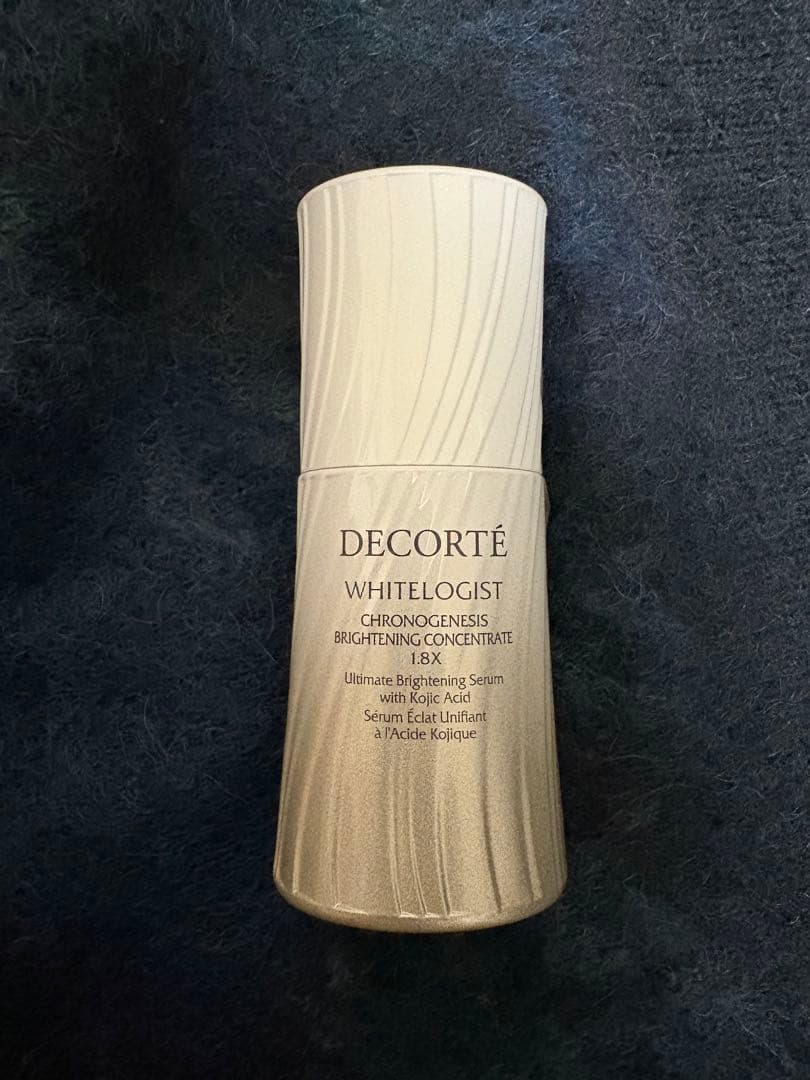 DECORTÉ
WHITELOGIST
CHRONOGENESIS
BRIGHTENING CONCENTRATE
1.8X
Ultimate Brightening Serum
with Kojic Acid
Sérum Éclat Unifiant
à l'Acide Kojique